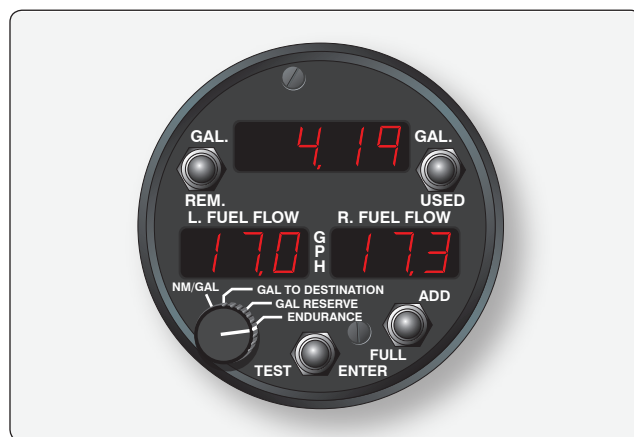 GAL. 4.19 GAL.
REM. USED
L. FUEL FLOW R. FUEL FLOW
17.0 GPH 17.3
NM/GAL
GAL TO DESTINATION
GAL RESERVE
ENDURANCE
ADD
FULL
TEST ENTER